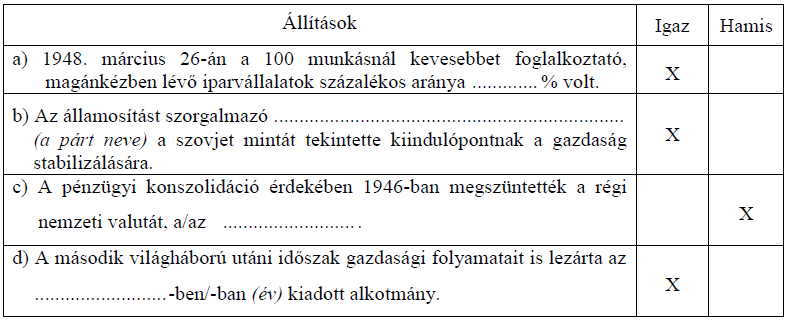 Állítások Igaz Hamis
a) 1948. március 26-án a 100 munkásnál kevesebbet foglalkoztató,
magánkézben lévő iparvállalatok százalékos aránya ............. % volt. X
b) Az államosítást szorgalmazó ....................................................................
(a párt neve) a szovjet mintát tekintette kiindulópontnak a gazdaság X
stabilizálására.
c) A pénzügyi konszolidáció érdekében 1946-ban megszüntették a régi
nemzeti valutát, a/az .......................... . X
d) A második világháború utáni időszak gazdasági folyamatait is lezárta az
..........................-ben/-ban (év) kiadott alkotmány. X